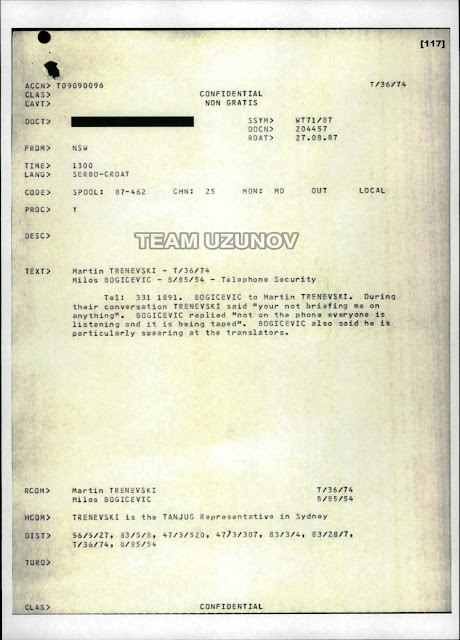 [117]
ACCN> T09090096 T/36/74
CLAS> CONFIDENTIAL
CAVT> NON GRATIS
DOCT> SSYM> WT71/87
DOCN> 204457
RDAT> 27.08.87
FROM> NSW
TIME> 1300
LANG> SERBO-CROAT
CODE> SPOOL: 87-462 CHN: 25 MON: MD OUT LOCAL
PROC> Y
DESC>
TEAM UZUNOV
TEXT> Martin TRENEVSKI - T/36/74
Milos BOGICEVIC - B/85/54 - Telephone Security
Tel: 331 1891. BOGICEVIC to Martin TRENEVSKI. During
their conversation TRENEVSKI said "your not briefing me on
anything". BOGICEVIC replied "not on the phone everyone is
listening and it is being taped". BOGICEVIC also said he is
particularly swearing at the translators.
RCOM> Martin TRENEVSKI T/36/74
Milos BOGICEVIC B/85/54
HCOM> TRENEVSKI is the TANJUG Representative in Sydney
DIST> 56/5/27, 83/5/8, 47/3/520, 47/3/307, 83/3/4, 83/28/7,
T/36/74, B/85/54
TORD>
CLAS> CONFIDENTIAL